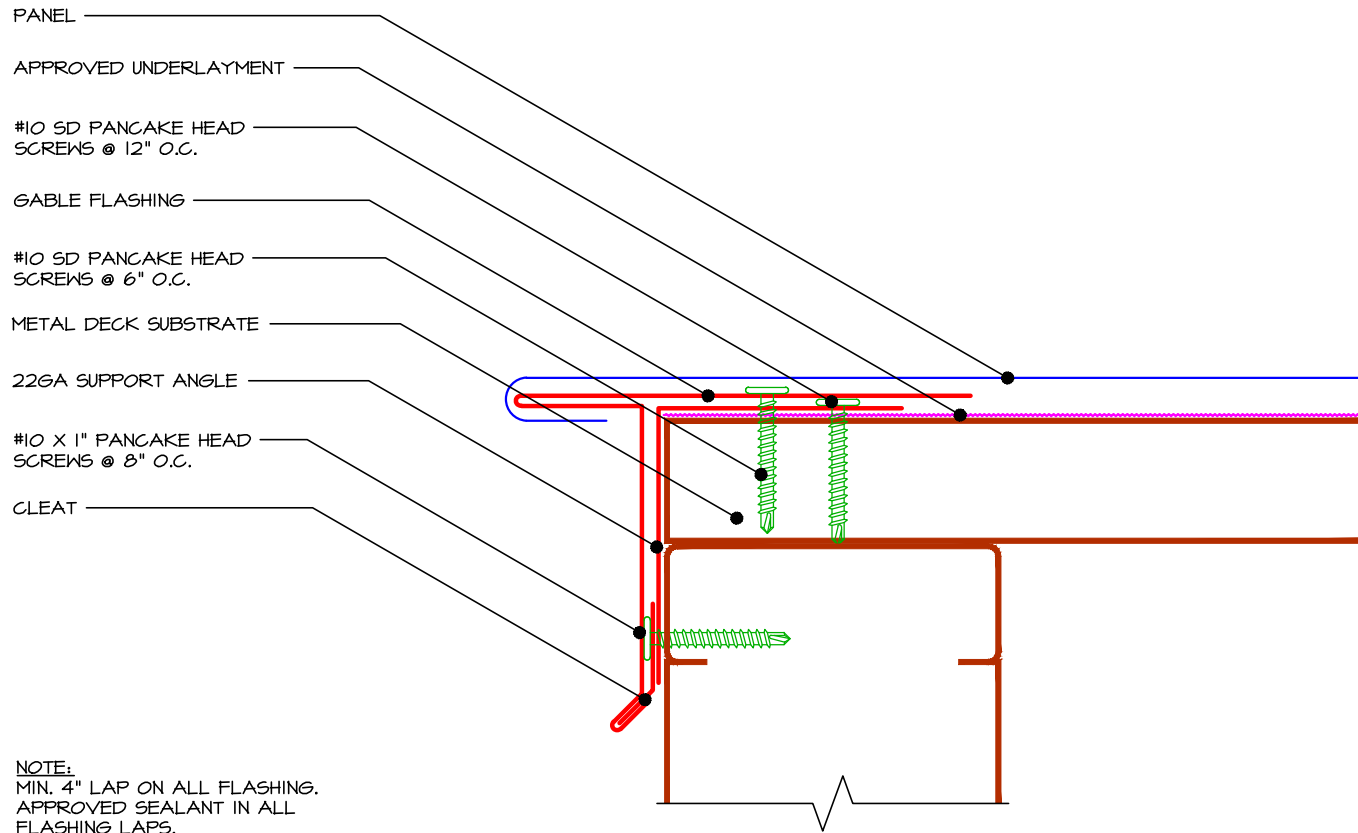 PANEL
APPROVED UNDERLAYMENT
#10 SD PANCAKE HEAD
SCREWS @ 12" O.C.
GABLE FLASHING
#10 SD PANCAKE HEAD
SCREWS @ 6" O.C.
METAL DECK SUBSTRATE
22GA SUPPORT ANGLE
#10 X 1" PANCAKE HEAD
SCREWS @ 8" O.C.
CLEAT
NOTE:
MIN. 4" LAP ON ALL FLASHING.
APPROVED SEALANT IN ALL
FLASHING LAPS.